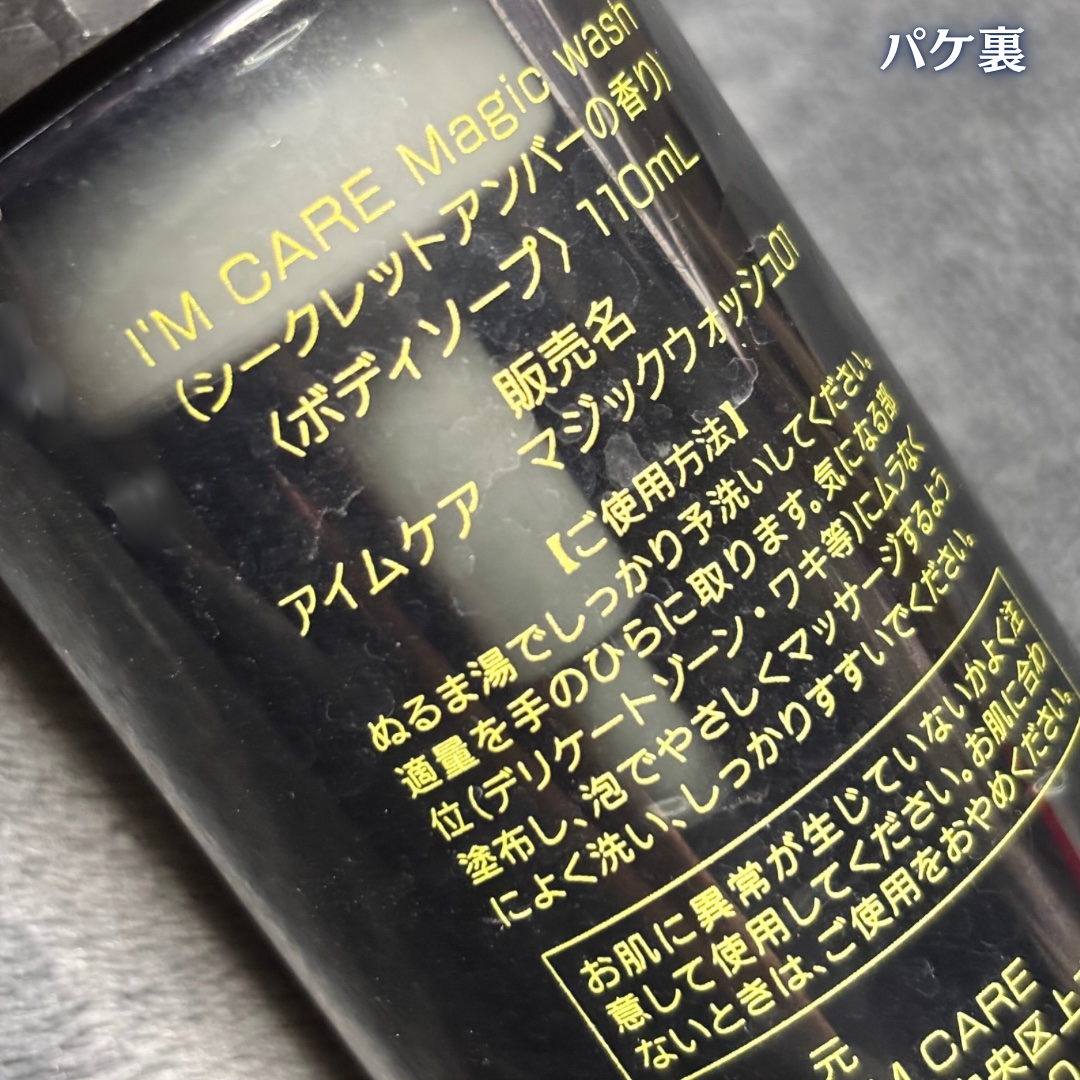 パケ裏
I'M CARE Magic wash
(シークレットアンバーの香り)
〈ボディソープ〉 110mL
販売名
アイムケア マジックウォッシュ01
【ご使用方法】
ぬるま湯でしっかり予洗いしてください。
適量を手のひらに取ります。気になる部
位(デリケートゾーン・ワキ等)にムラなく
塗布し、泡でやさしくマッサージするよう
によく洗い、しっかりすすいでください。
お肌に異常が生じていないかよく注
意して使用してください。お肌に合わ
ないときは、ご使用をおやめください。
元
M CARE
央区上